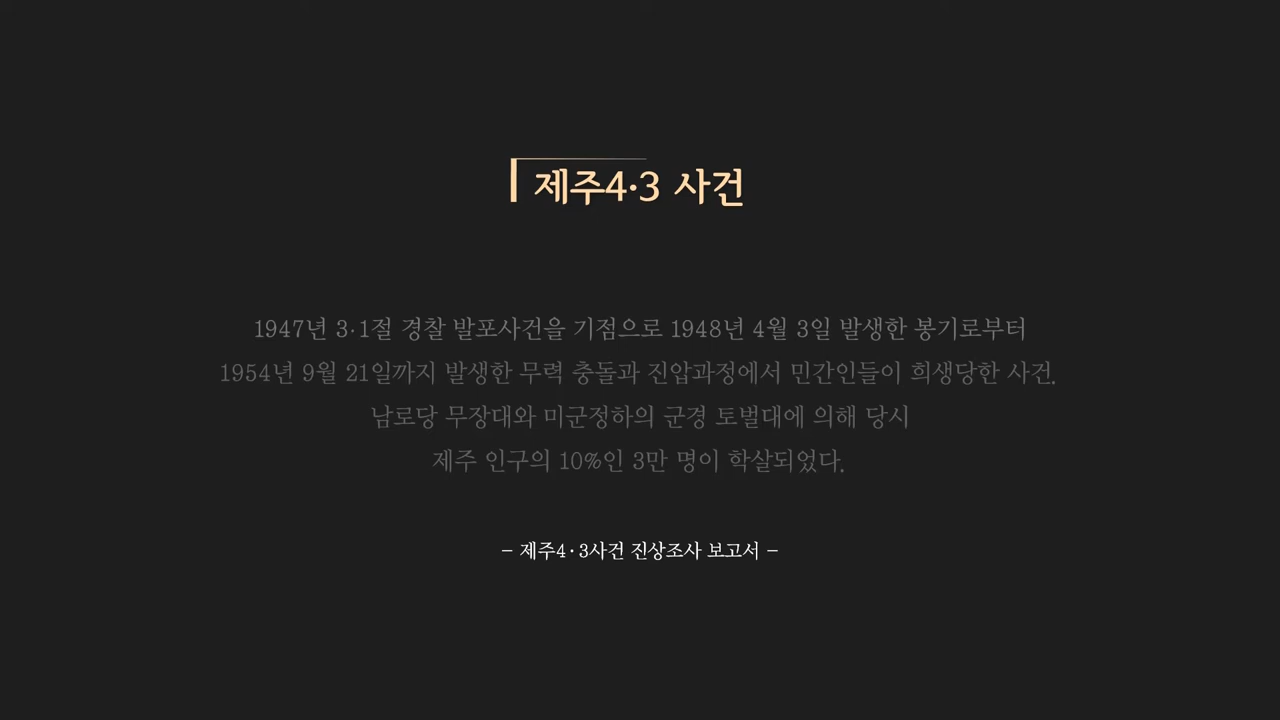 제주4·3 사건
1947년 3·1절 경찰 발포사건을 기점으로 1948년 4월 3일 발생한 봉기로부터
1954년 9월 21일까지 발생한 무력 충돌과 진압과정에서 민간인들이 희생당한 사건.
남로당 무장대와 미군정하의 군경 토벌대에 의해 당시
제주 인구의 10%인 3만 명이 학살되었다.
– 제주4·3사건 진상조사 보고서 –